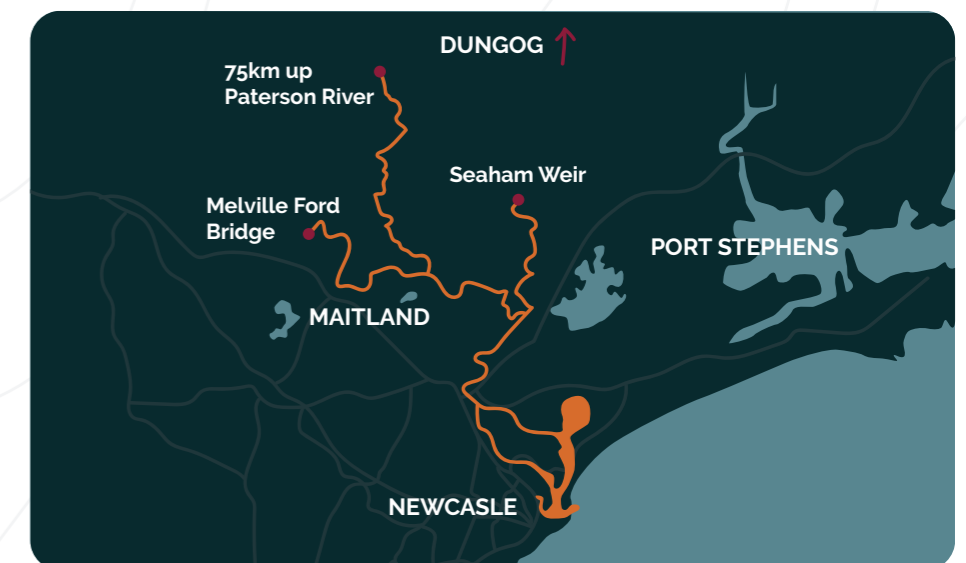 DUNGOG
75km up
Paterson River
Seaham Weir
Melville Ford
Bridge
PORT STEPHENS
MAITLAND
NEWCASLE